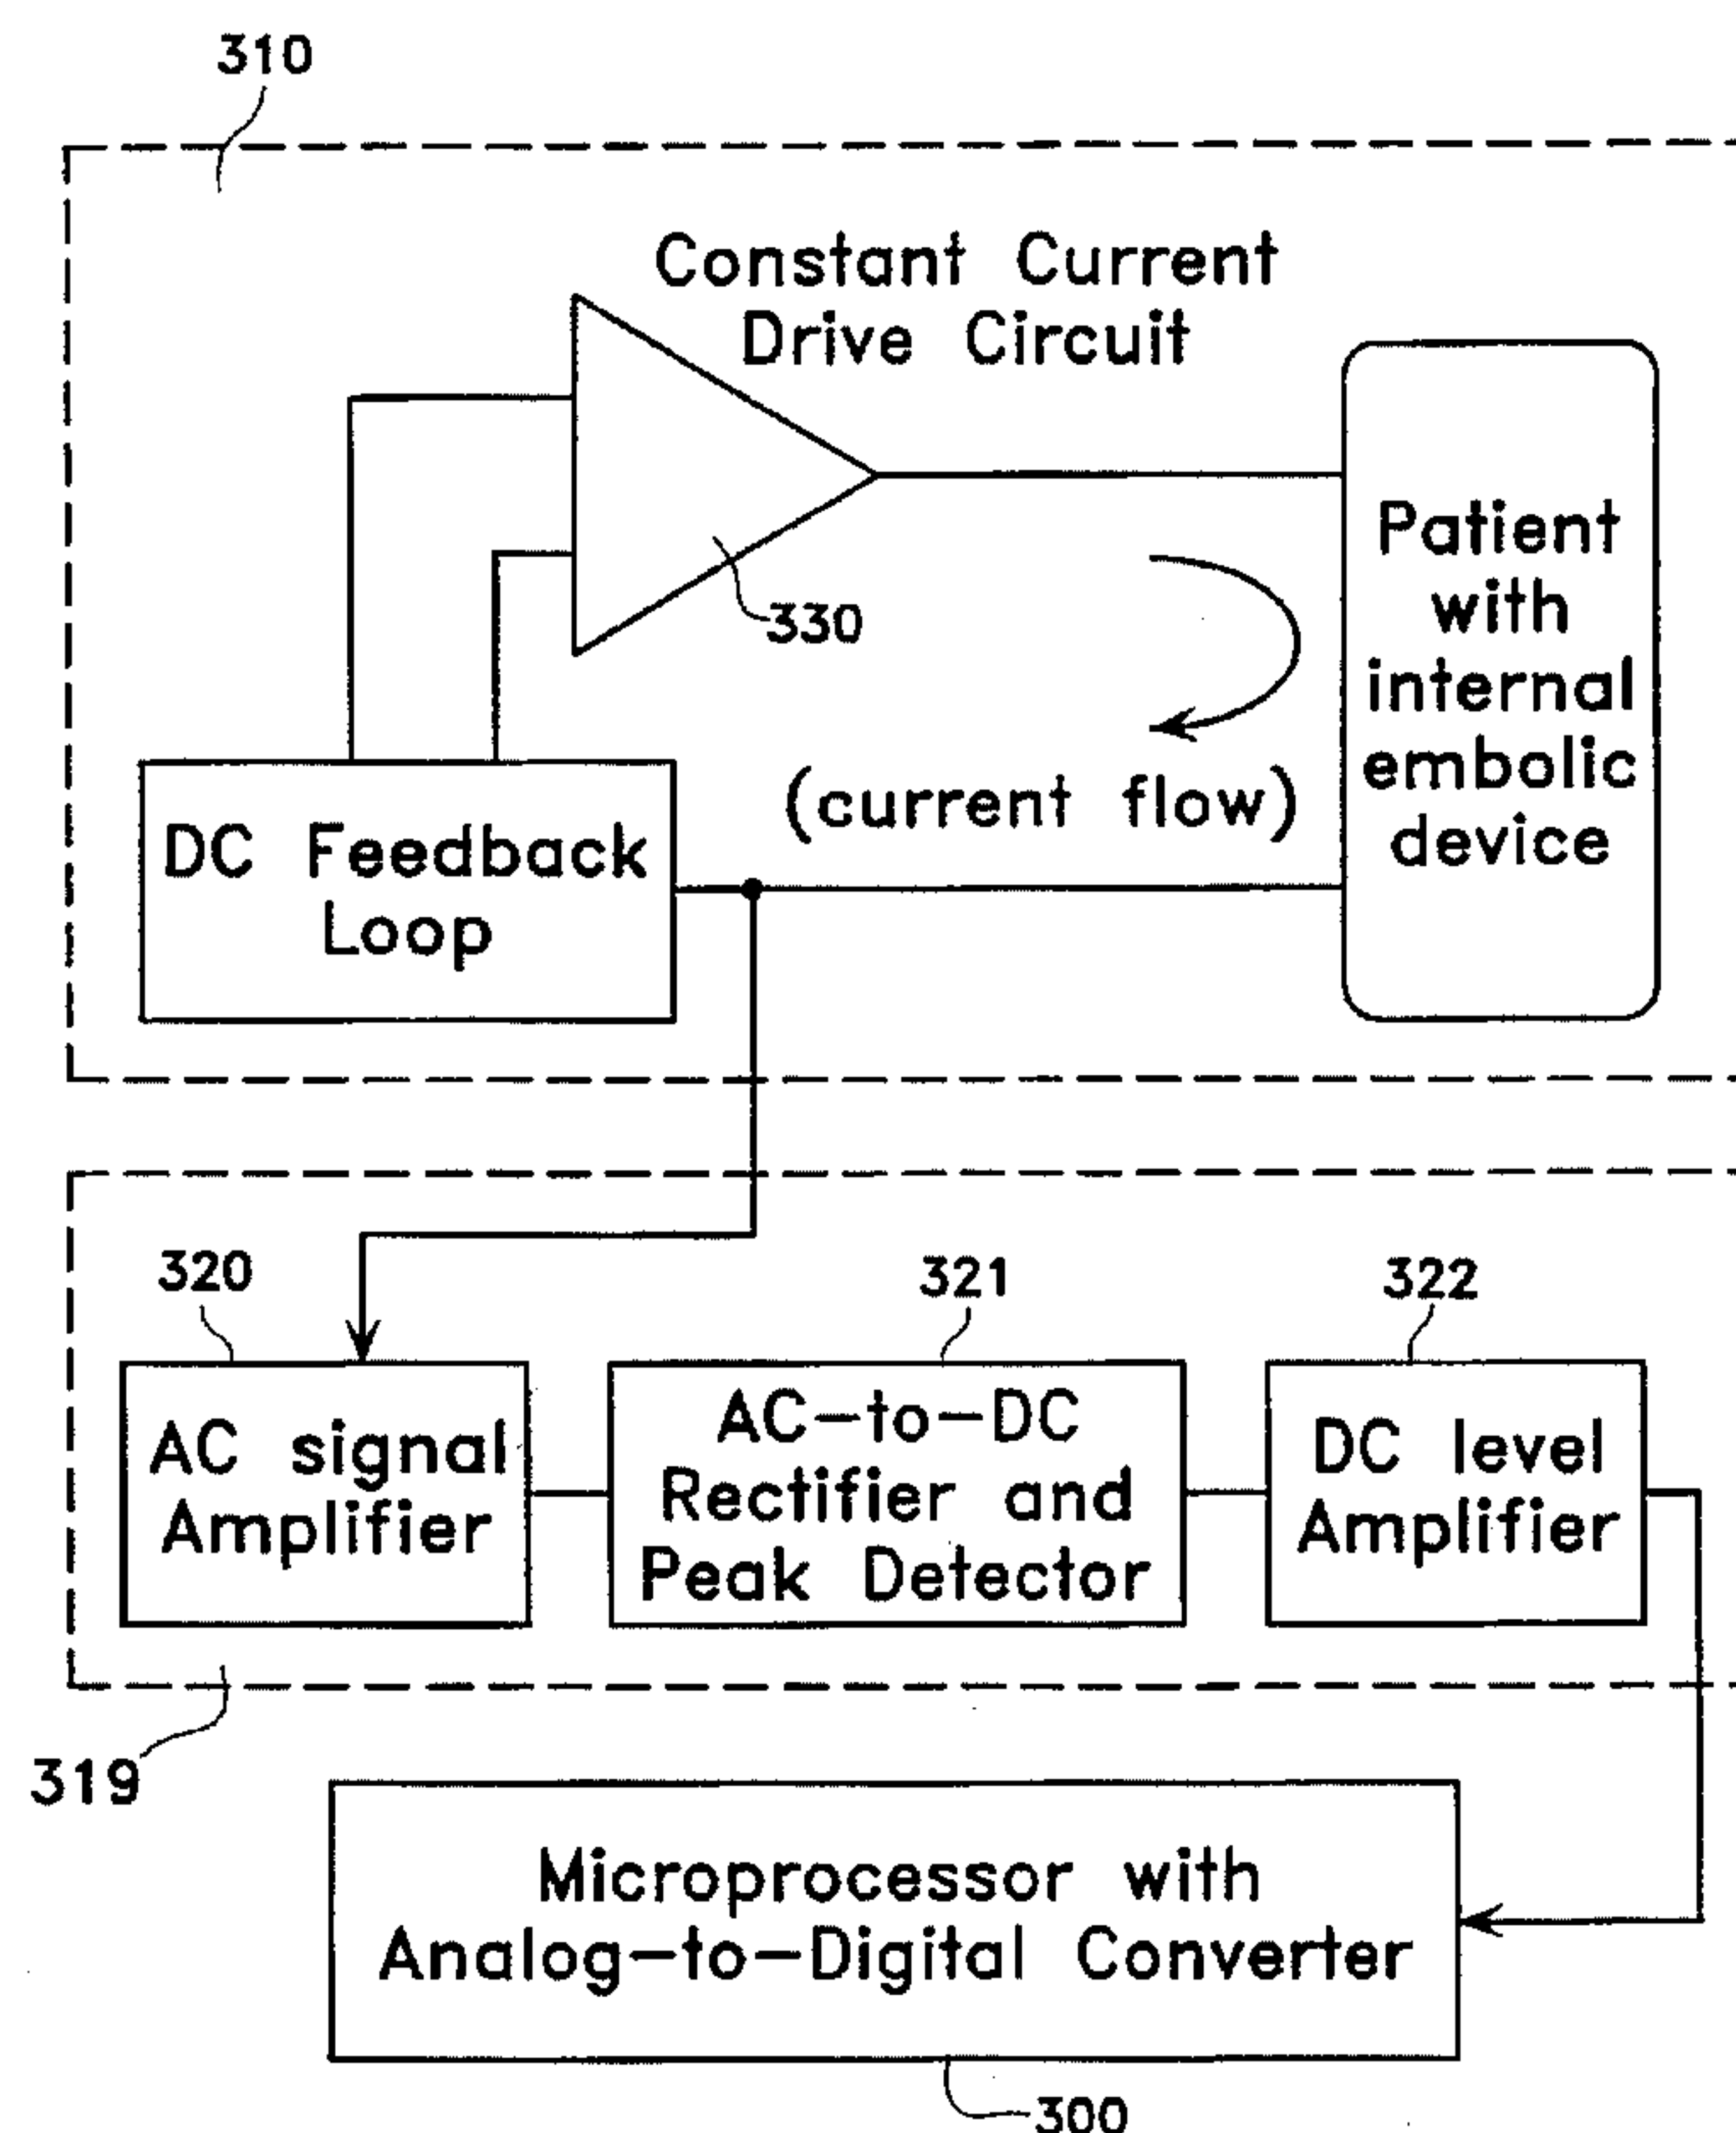 310
Constant Current
Drive Circuit
330
Patient
with
internal
embolic
device
(current flow)
DC Feedback
Loop
320
321
322
AC signal
Amplifier
AC-to-DC
Rectifier and
Peak Detector
DC level
Amplifier
319
Microprocessor with
Analog-to-Digital Converter
300